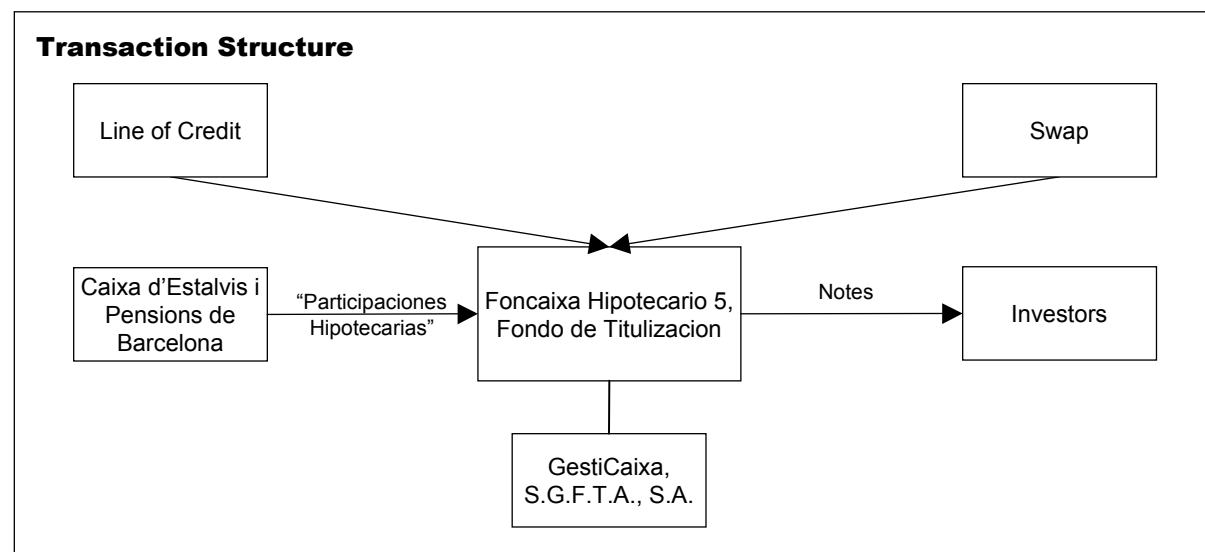 Transaction Structure
Line of Credit
Swap
Caixa d'Estalvis i
Pensions de
Barcelona
“Participaciones
Hipotecarias”
Foncaixa Hipotecario 5,
Fondo de Titulizacion
Notes
Investors
GestiCaixa,
S.G.F.T.A., S.A.